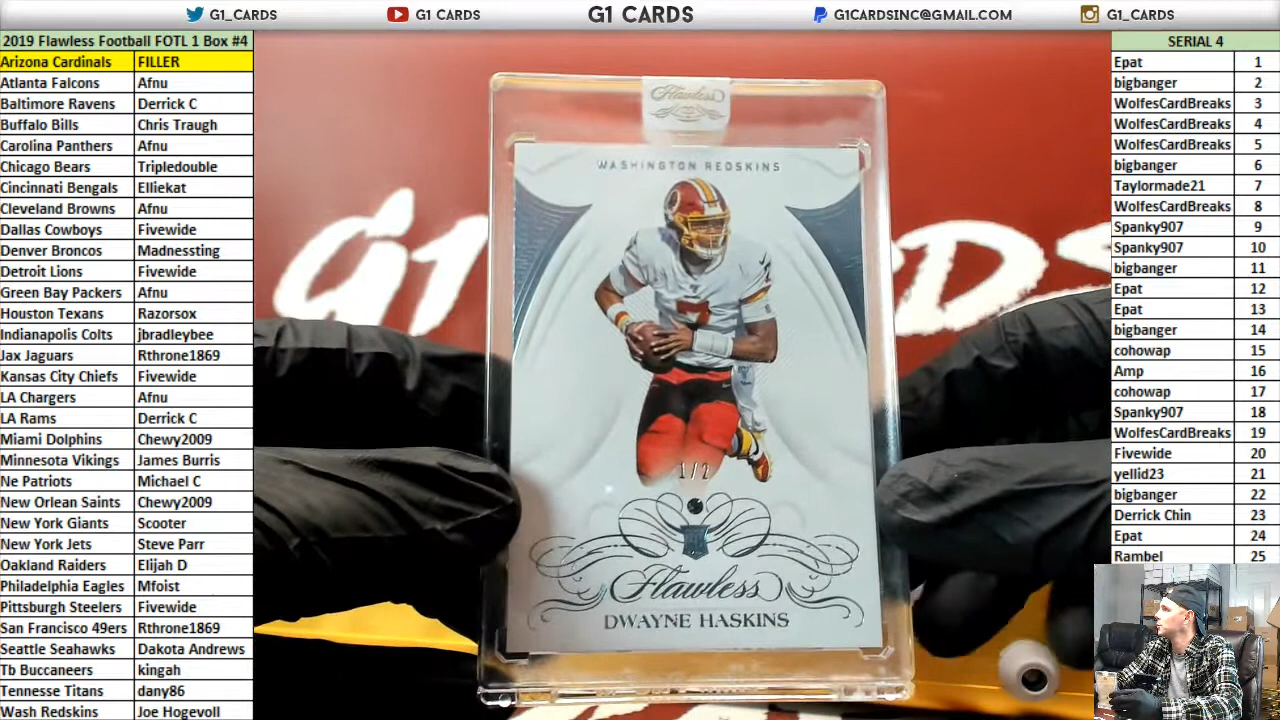 G1_CARDS G1 CARDS G1 CARDS G1CARDSINC@GMAIL.COM G1_CARDS
2019 Flawless Football FOTL 1 Box #4
Arizona Cardinals FILLER
Atlanta Falcons Afnu
Baltimore Ravens Derrick C
Buffalo Bills Chris Traugh
Carolina Panthers Afnu
Chicago Bears Tripledouble
Cincinnati Bengals Elliekat
Cleveland Browns Afnu
Dallas Cowboys Fivewide
Denver Broncos Madnessting
Detroit Lions Fivewide
Green Bay Packers Afnu
Houston Texans Razorsox
Indianapolis Colts jbradleybee
Jax Jaguars Rthrone1869
Kansas City Chiefs Fivewide
LA Chargers Afnu
LA Rams Derrick C
Miami Dolphins Chewy2009
Minnesota Vikings James Burris
Ne Patriots Michael C
New Orlean Saints Chewy2009
New York Giants Scooter
New York Jets Steve Parr
Oakland Raiders Elijah D
Philadelphia Eagles Mfoist
Pittsburgh Steelers Fivewide
San Francisco 49ers Rthrone1869
Seattle Seahawks Dakota Andrews
Tb Buccaneers kingah
Tennesse Titans dany86
Wash Redskins Joe Hogevoll
Flawless
WASHINGTON REDSKINS
G1 CARDS
7
1/2
Flawless
DWAYNE HASKINS
SERIAL 4
Epat 1
bigbanger 2
WolfesCardBreaks 3
WolfesCardBreaks 4
WolfesCardBreaks 5
bigbanger 6
Taylormade21 7
WolfesCardBreaks 8
Spanky907 9
Spanky907 10
bigbanger 11
Epat 12
Epat 13
bigbanger 14
cohowap 15
Amp 16
cohowap 17
Spanky907 18
WolfesCardBreaks 19
Fivewide 20
yellid23 21
bigbanger 22
Derrick Chin 23
Epat 24
Rambel 25